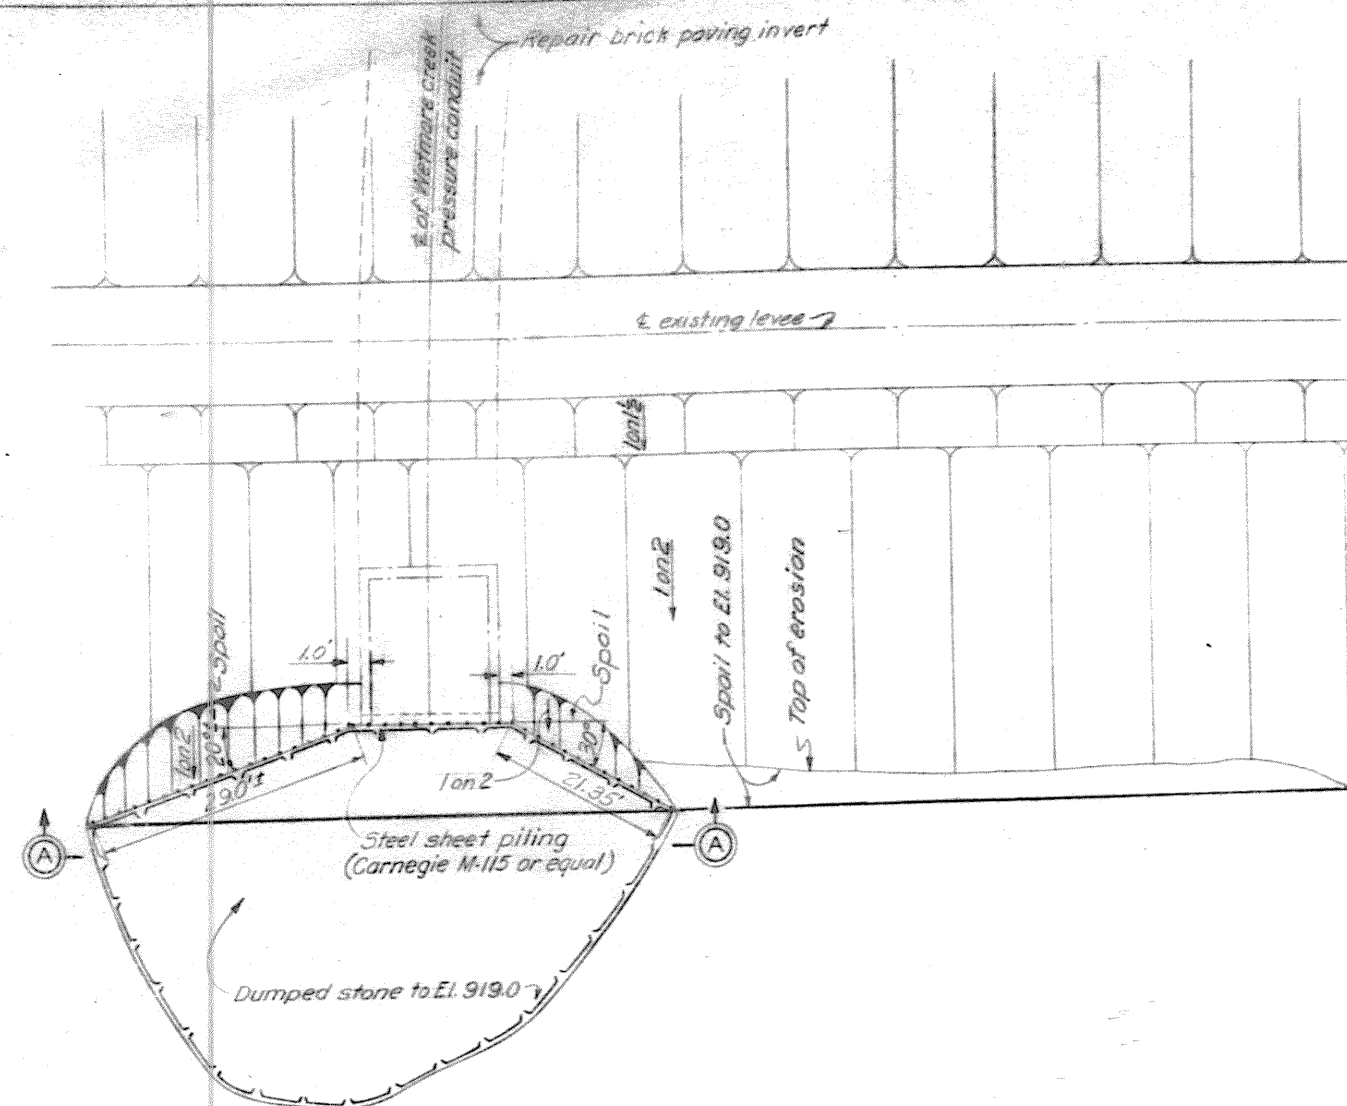 Repair brick paving invert
℄ of Wetmore creek
pressure conduit
℄ existing levee
1on1½
1on2
Spoil to El. 919.0
Top of erosion
Spoil
1.0'
1.0'
Spoil
1on2
20°±
30°
29.0'±
1on2
21.35'
Steel sheet piling
(Carnegie M-115 or equal)
A
A
Dumped stone to El. 919.0